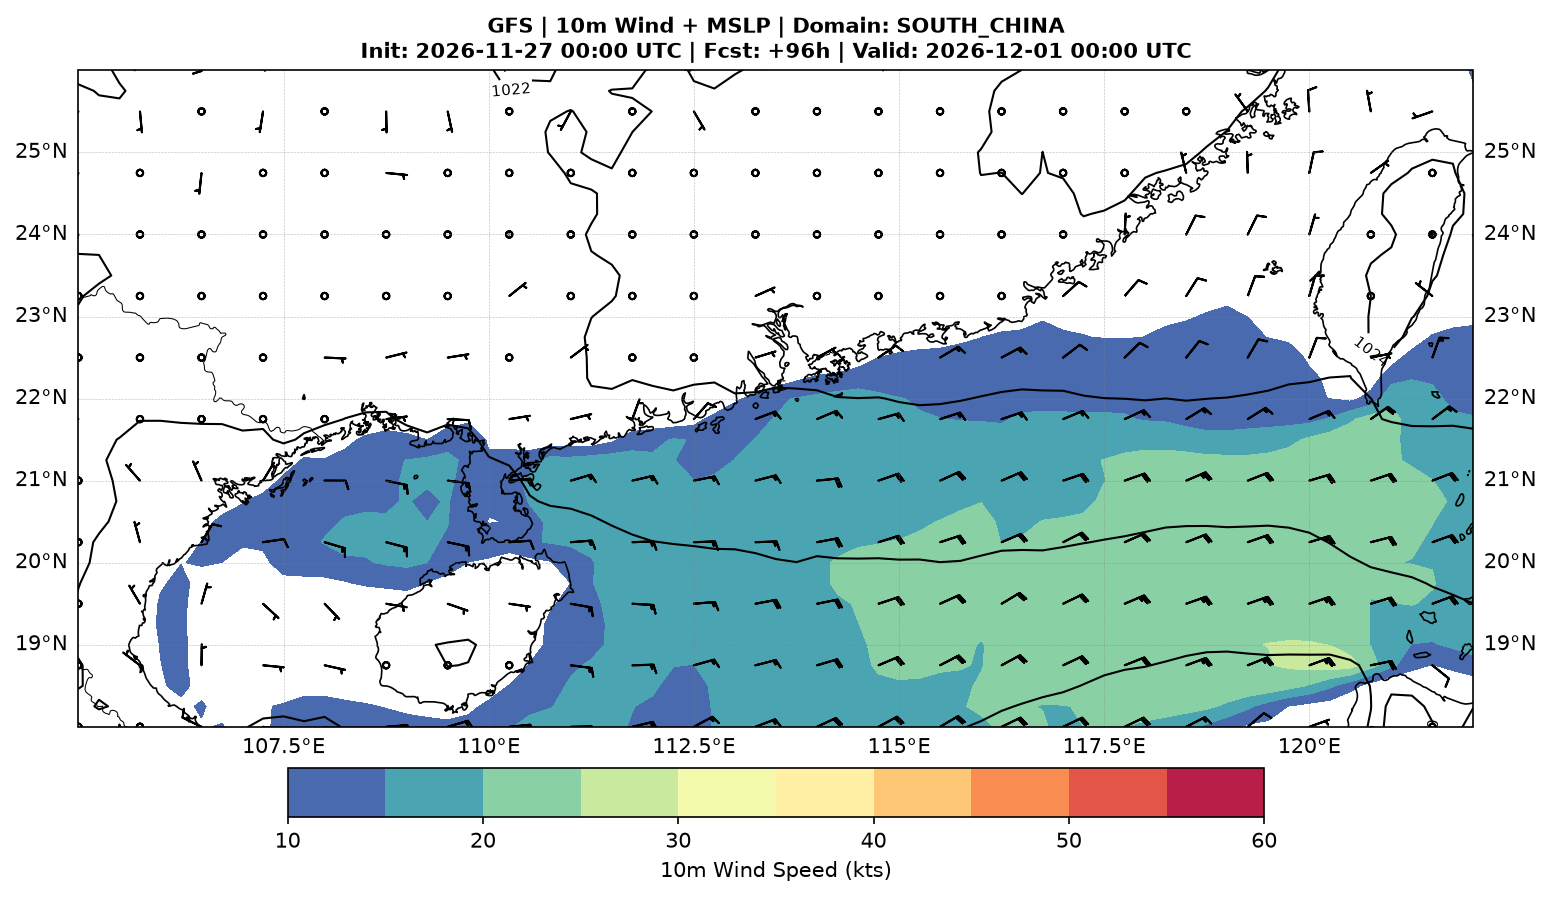 GFS | 10m Wind + MSLP | Domain: SOUTH_CHINA
Init: 2026-11-27 00:00 UTC | Fcst: +96h | Valid: 2026-12-01 00:00 UTC
1022
25°N 25°N
24°N 24°N
23°N 23°N
1024
22°N 22°N
21°N 21°N
20°N 20°N
19°N 19°N
107.5°E 110°E 112.5°E 115°E 117.5°E 120°E
10 20 30 40 50 60
10m Wind Speed (kts)